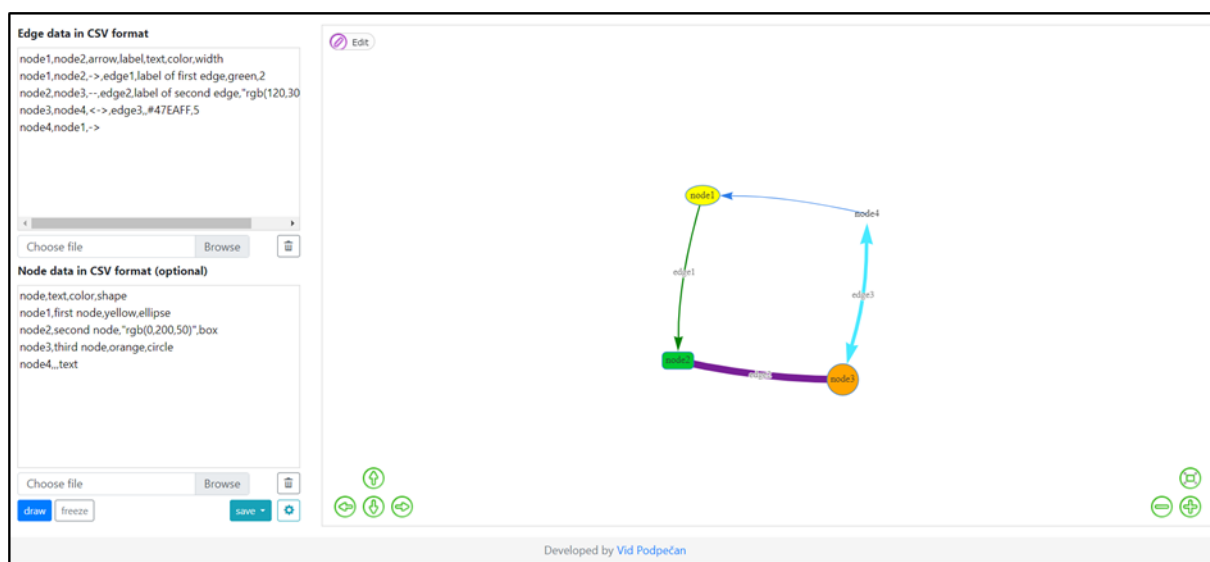 Edge data in CSV format
node1,node2,arrow,label,text,color,width
node1,node2,->,edge1,label of first edge,green,2
node2,node3,--,edge2,label of second edge,"rgb(120,30
node3,node4,<->,edge3,,#47EAFF,5
node4,node1,->
Choose file Browse
Node data in CSV format (optional)
node,text,color,shape
node1,first node,yellow,ellipse
node2,second node,"rgb(0,200,50)",box
node3,third node,orange,circle
node4,,,text
Choose file Browse
draw freeze save
Edit
node1
node4
edge1
edge3
node2
edge2
node3
Developed by Vid Podpečan